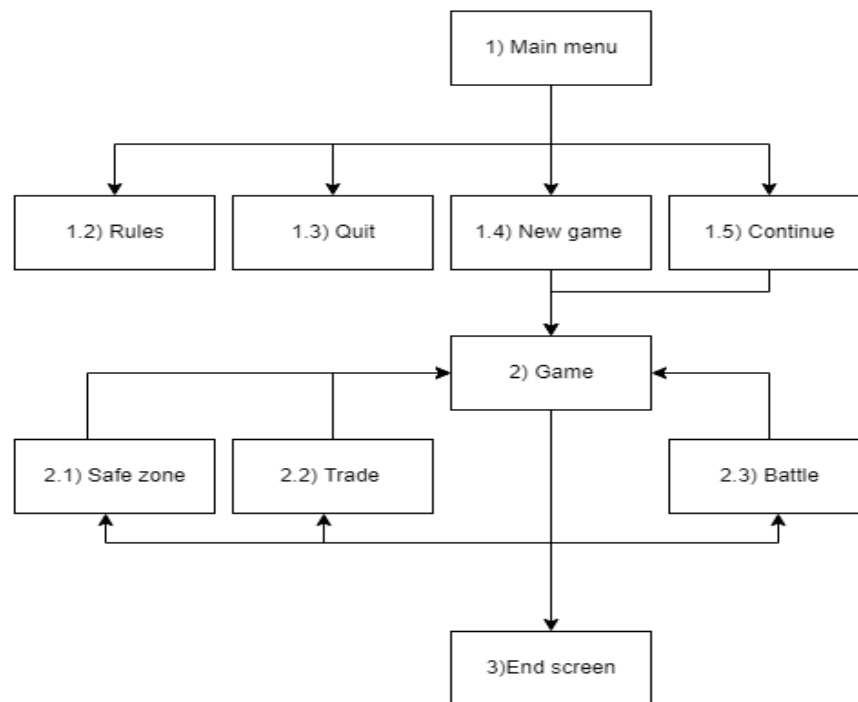 1) Main menu
1.2) Rules
1.3) Quit
1.4) New game
1.5) Continue
2) Game
2.1) Safe zone
2.2) Trade
2.3) Battle
3)End screen